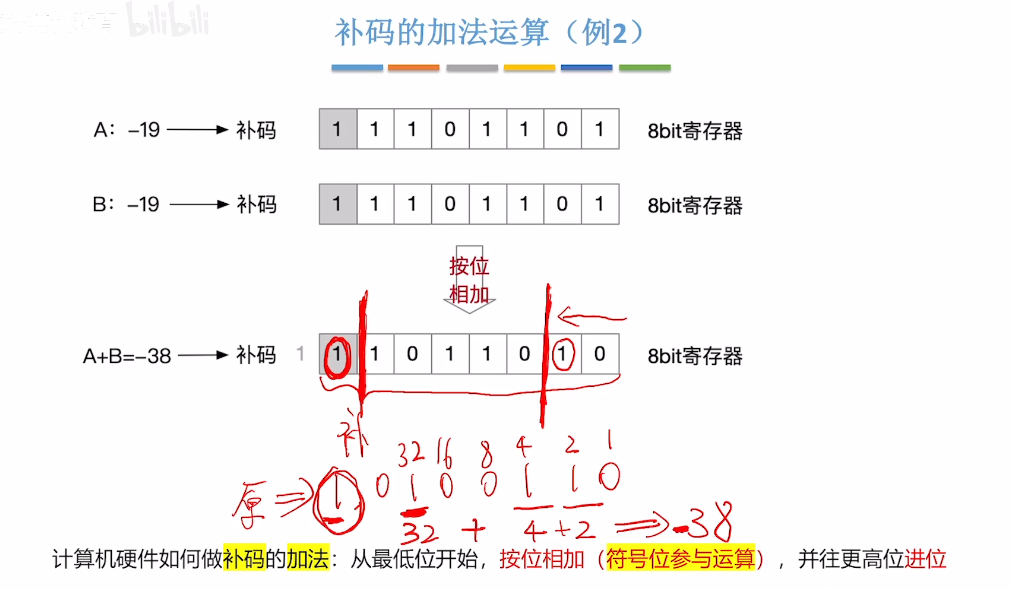 bilibili
补码的加法运算（例2）
A：-19 补码 1 1 1 0 1 1 0 1 8bit寄存器
B：-19 补码 1 1 1 0 1 1 0 1 8bit寄存器
按位
相加
A+B=-38 补码 1 1 1 0 1 1 0 1 0 8bit寄存器
补
32 16 8 4 2 1
原 ⇒ 1 0 1 0 0 1 1 0
32 + 4+2 ⇒ -38
计算机硬件如何做补码的加法：从最低位开始，按位相加（符号位参与运算），并往更高位进位